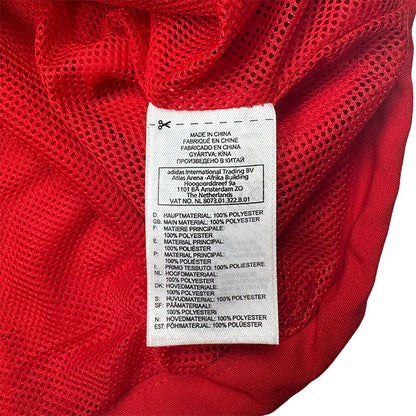 MADE IN CHINA
FABRIQUÉ EN CHINE
FABRICADO EN CHINA
GYÁRTVA: KÍNA
ПРОИЗВЕДЕНО В КИТАЙ
adidas International Trading BV
Atlas Arena -Afrika Building
Hoogoorddreef 9a
1101 BA Amsterdam ZO
The Netherlands
VAT NO. NL 8073.01.322.B.01
D: HAUPTMATERIAL: 100% POLYESTER
GB: MAIN MATERIAL: 100% POLYESTER
F: MATIERE PRINCIPALE:
100% POLYESTER
E: MATERIAL PRINCIPAL:
100% POLYESTER
P: MATERIAL PRINCIPAL:
100% POLIESTER
I: PRIMO TESSUTO: 100% POLIESTERE
NL: HOOFDMATERIAAL:
100% POLYESTER
DK: HOVEDMATERIALE:
100% POLYESTER
S: HUVUDMATERIAL: 100% POLYESTER
SF: PÄÄMATERIAALI:
100% POLYESTERI
N: HOVEDMATERIALE: 100% POLYESTER
EST: PÕHIMATERJAL: 100% POLÜESTER